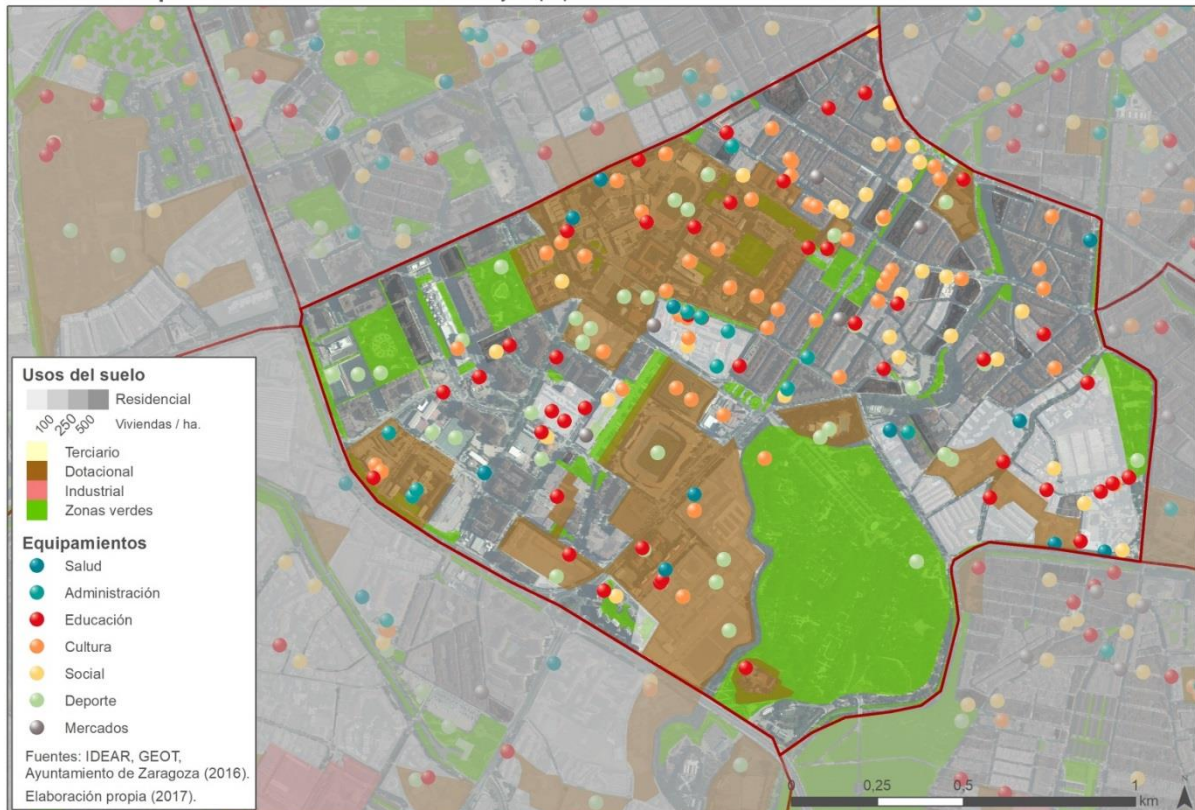 Usos del suelo
Residencial
100 250 500 Viviendas / ha.
Terciario
Dotacional
Industrial
Zonas verdes
Equipamientos
Salud
Administración
Educación
Cultura
Social
Deporte
Mercados
Fuentes: IDEAR, GEOT,
Ayuntamiento de Zaragoza (2016).
Elaboración propia (2017).
0 0,25 0,5 1
km
N